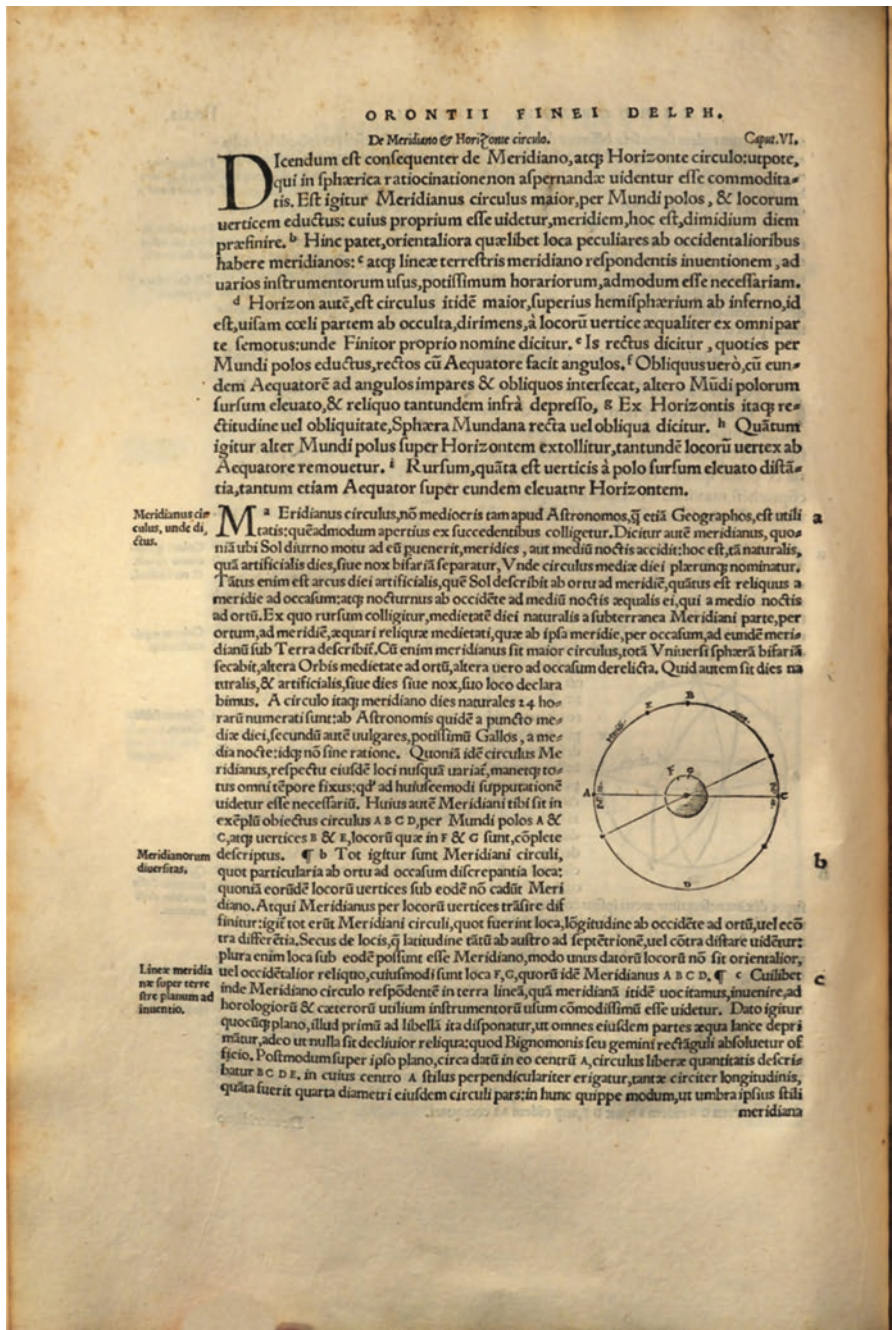 ORONTII FINEI DELPH.
De Meridiano & Horizonte circulo. Caput.VI.
DIcendum est consequenter de Meridiano, atq; Horizonte circulo: utpote,
qui in sphærica ratiocinatione non aspernandæ uidentur esse commodita-
tis. Est igitur Meridianus circulus maior, per Mundi polos, & locorum
uerticem eductus: cuius proprium esse uidetur, meridiem, hoc est, dimidium diem
præfinire. b Hinc patet, orientaliora quælibet loca peculiares ab occidentalioribus
habere meridianos: c atq; lineæ terrestris meridiano respondentis inuentionem, ad
uarios instrumentorum usus, potissimum horariorum, admodum esse necessariam.
d Horizon autē, est circulus itidē maior, superius hemisphærium ab inferno, id
est, uisam cœli partem ab occulta, dirimens, à locorū uertice æqualiter ex omni par
te semotus: unde Finitor proprio nomine dicitur. e Is rectus dicitur, quoties per
Mundi polos eductus, rectos cū Aequatore facit angulos. f Obliquus uerò, cū eun-
dem Aequatorē ad angulos impares & obliquos intersecat, altero Mūdi polorum
sursum eleuato, & reliquo tantundem infrà depresso, g Ex Horizontis itaq; re-
ctitudine uel obliquitate, Sphæra Mundana recta uel obliqua dicitur. h Quātum
igitur alter Mundi polus super Horizontem extollitur, tantundē locorū uertex ab
Aequatore remouetur. i Rursum, quāta est uerticis à polo sursum eleuato distā-
tia, tantum etiam Aequator super eundem eleuatnr Horizontem.
Meridianus cir-
culus, unde di,
ctus.
M a Eridianus circulus, nō mediocris tam apud Astronomos, q̃ etiā Geographos, est utili a
tatis: quēadmodum apertius ex succedentibus colligetur. Dicitur autē meridianus, quo-
niā ubi Sol diurno motu ad eū puenerit, meridies, aut mediū noctis accidit: hoc est, tā naturalis,
quā artificialis dies, siue nox bifariā separatur, Vnde circulus mediæ diei plærunq; nominatur.
Tātus enim est arcus diei artificialis, quē Sol describit ab ortu ad meridiē, quātus est reliquus a
meridie ad occasum: atq; nocturnus ab occidēte ad mediū noctis æqualis ei, qui a medio noctis
ad ortū. Ex quo rursum colligitur, medietatē diei naturalis a subterranea Meridiani parte, per
ortum, ad meridiē, æquari reliquæ medietati, quæ ab ipsa meridie, per occasum, ad eundē meri-
dianū sub Terra describit̃. Cū enim meridianus sit maior circulus, totā Vniuersi sphærā bifariā
secabit, altera Orbis medietate ad ortū, altera uero ad occasum derelicta. Quid autem sit dies na
turalis, & artificialis, siue dies siue nox, suo loco declara
bimus. A circulo itaq; meridiano dies naturales 24 ho-
rarū numerati sunt: ab Astronomis quidē a puncto me-
diæ diei, secundū autē uulgares, potissimū Gallos, a me-
dia nocte: idq; nō sine ratione. Quoniā idē circulus Me
ridianus, respectu eiusdē loci nusquā uariat̃, manetq; to-
tus omni tēpore fixus: qd' ad huiuscemodi supputationē
uidetur esse necessariū. Huius autē Meridiani tibi sit in
exēplū obiectus circulus A B C D, per Mundi polos A &
C, atq; uertices B & E, locorū quæ in F & G sunt, cōplete
B
E
F G
A C
D
Meridianorum
diuersitas.
descriptus. ¶ b Tot igitur sunt Meridiani circuli, b
quot particularia ab ortu ad occasum discrepantia loca:
quoniā eorūdē locorū uertices sub eodē nō cadūt Meri
diano. Atqui Meridianus per locorū uertices trāsire dif
finitur: igit̃ tot erūt Meridiani circuli, quot fuerint loca, lōgitudine ab occidēte ad ortū, uel ecō
tra differētia. Secus de locis, q̃ latitudine tātū ab austro ad septētrionē, uel cōtra distare uidētur:
plura enim loca sub eodē possunt esse Meridiano, modo unus datorū locorū nō sit orientalior,
Lineæ meridia
næ super terre
stre planum ad
inuentio.
uel occidētalior reliquo, cuiusmodi sunt loca F, G, quorū idē Meridianus A B C D. ¶ c Cuilibet c
inde Meridiano circulo respōdentē in terra lineā, quā meridianā itidē uocitamus, inuenire, ad
horologiorū & cæterorū utilium instrumentorū usum cōmodissimū esse uidetur. Dato igitur
quocūq; plano, illud primū ad libellā ita disponatur, ut omnes eiusdem partes æqua lance depri
mātur, adeo ut nulla sit decliuior reliqua: quod Bignomonis seu gemini rectāguli absoluetur of
ficio. Postmodum super ipso plano, circa datū in eo centrū A, circulus liberæ quantitatis descri-
batur B C D E. in cuius centro A stilus perpendiculariter erigatur, tantæ circiter longitudinis,
quāta fuerit quarta diametri eiusdem circuli pars: in hunc quippe modum, ut umbra ipsius stili
meridiana